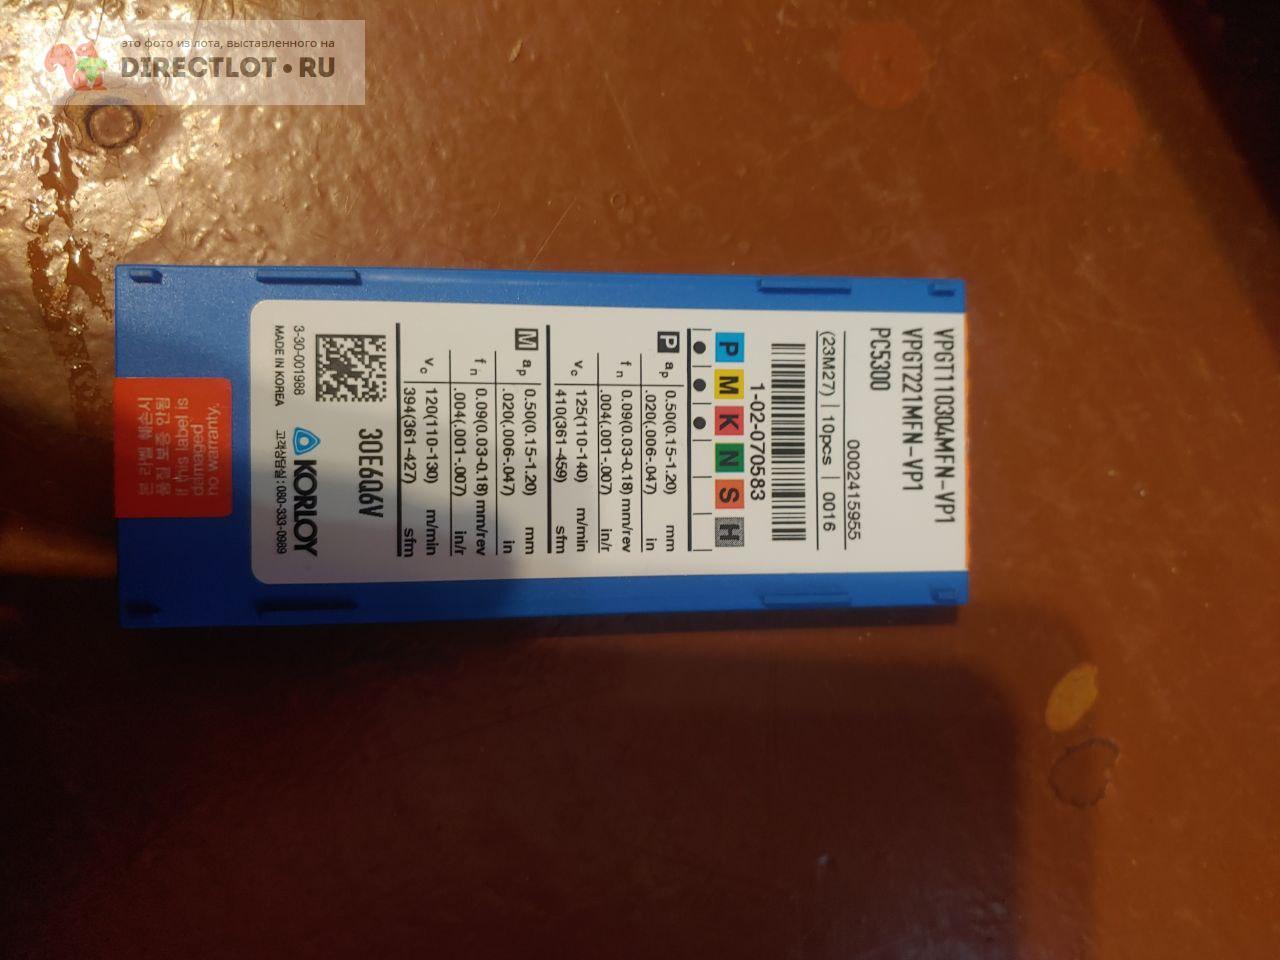 это фото из лота, выставленного на
DIRECTLOT•RU
VPGT110304MFN-VP1
VPGT221MFN-VP1
PC5300
0002415955
(23M27) | 10pcs | 0016
1-02-070583
P M K N S H
● ● ●
P ap 0.50(0.15-1.20) mm
.020(.006-.047) in
fn 0.09(0.03-0.18) mm/rev
.004(.001-.007) in/r
vc 125(110-140) m/min
410(361-459) sfm
M ap 0.50(0.15-1.20) mm
.020(.006-.047) in
fn 0.09(0.03-0.18) mm/rev
.004(.001-.007) in/r
vc 120(110-130) m/min
394(361-427) sfm
30E6Q6V
3-30-001988
MADE IN KOREA
KORLOY
고객상담실 : 080-333-0989
no warranty.
damaged
if this label is